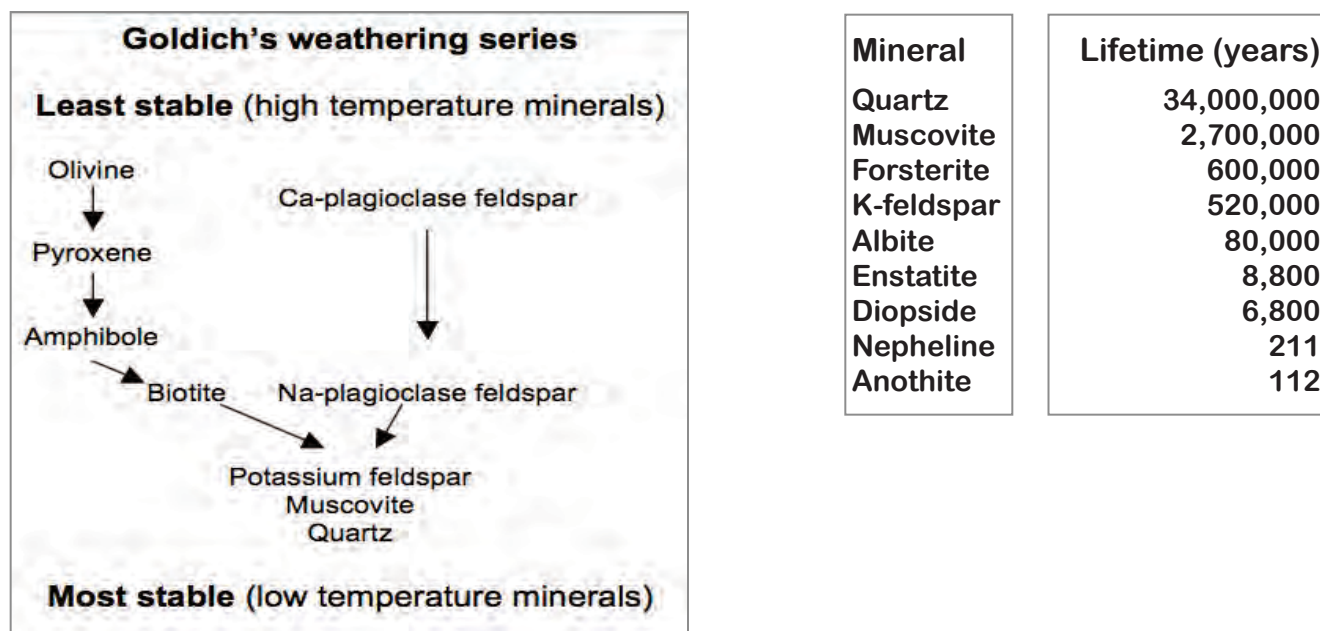 Goldich’s weathering series
Least stable (high temperature minerals)
Olivine
Ca-plagioclase feldspar
Pyroxene
Amphibole
Biotite Na-plagioclase feldspar
Potassium feldspar
Muscovite
Quartz
Most stable (low temperature minerals)
Mineral Lifetime (years)
Quartz 34,000,000
Muscovite 2,700,000
Forsterite 600,000
K-feldspar 520,000
Albite 80,000
Enstatite 8,800
Diopside 6,800
Nepheline 211
Anothite 112